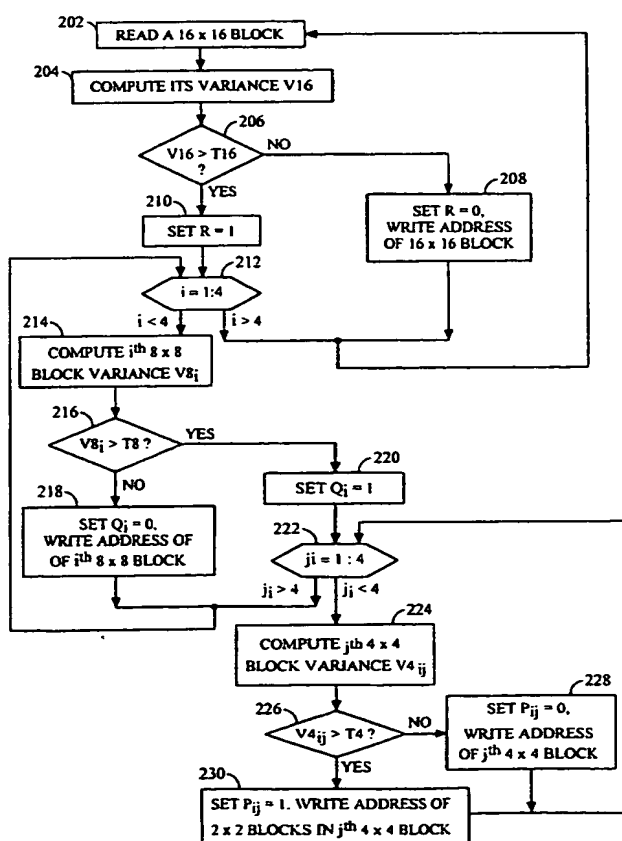 202
READ A 16 x 16 BLOCK
204
COMPUTE ITS VARIANCE V16
206
V16 > T16
?
NO
YES
208
SET R = 0,
WRITE ADDRESS
OF 16 x 16 BLOCK
210
SET R = 1
212
i = 1:4
i < 4
i > 4
214
COMPUTE ith 8 x 8
BLOCK VARIANCE V8i
216
V8i > T8 ?
YES
NO
218
SET Qi = 0,
WRITE ADDRESS OF
OF ith 8 x 8 BLOCK
220
SET Qi = 1
222
ji = 1 : 4
ji > 4
ji < 4
224
COMPUTE jth 4 x 4
BLOCK VARIANCE V4ij
226
V4ij > T4 ?
NO
YES
228
SET Pij = 0,
WRITE ADDRESS
OF jth 4 x 4 BLOCK
230
SET Pij = 1. WRITE ADDRESS OF
2 x 2 BLOCKS IN jth 4 x 4 BLOCK